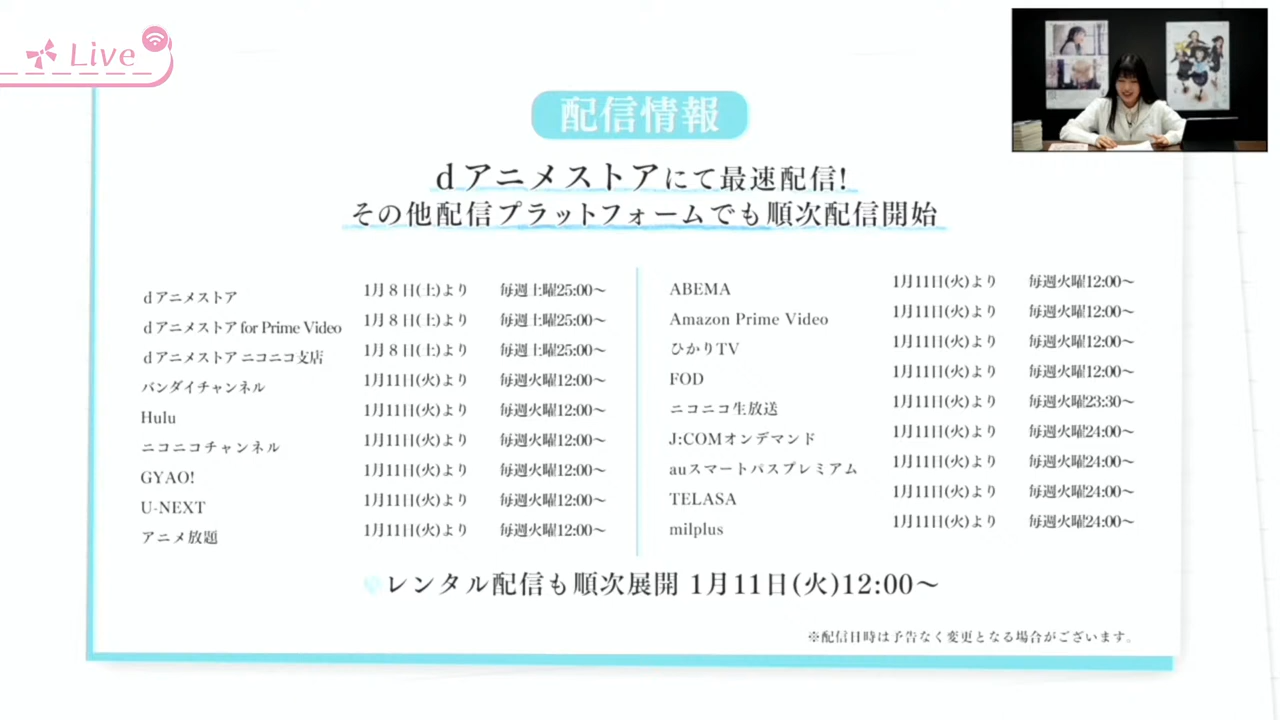 Live
配信情報
dアニメストアにて最速配信!
その他配信プラットフォームでも順次配信開始
dアニメストア 1月8日(土)より 毎週土曜25:00〜
dアニメストア for Prime Video 1月8日(土)より 毎週土曜25:00〜
dアニメストア ニコニコ支店 1月8日(土)より 毎週土曜25:00〜
バンダイチャンネル 1月11日(火)より 毎週火曜12:00〜
Hulu 1月11日(火)より 毎週火曜12:00〜
ニコニコチャンネル 1月11日(火)より 毎週火曜12:00〜
GYAO! 1月11日(火)より 毎週火曜12:00〜
U-NEXT 1月11日(火)より 毎週火曜12:00〜
アニメ放題 1月11日(火)より 毎週火曜12:00〜
ABEMA 1月11日(火)より 毎週火曜12:00〜
Amazon Prime Video 1月11日(火)より 毎週火曜12:00〜
ひかりTV 1月11日(火)より 毎週火曜12:00〜
FOD 1月11日(火)より 毎週火曜12:00〜
ニコニコ生放送 1月11日(火)より 毎週火曜23:30〜
J:COMオンデマンド 1月11日(火)より 毎週火曜24:00〜
auスマートパスプレミアム 1月11日(火)より 毎週火曜24:00〜
TELASA 1月11日(火)より 毎週火曜24:00〜
milplus 1月11日(火)より 毎週火曜24:00〜
レンタル配信も順次展開 1月11日(火)12:00〜
※配信日時は予告なく変更となる場合がございます。